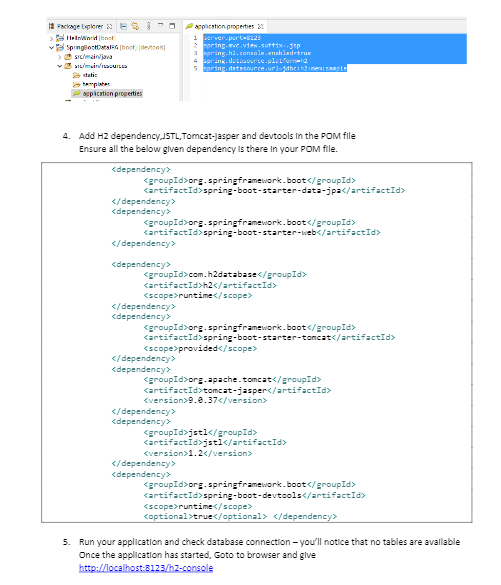 Package Explorer
application.properties
HelloWorld [boot]
SpringBootDataJPA [boot] [devtools]
src/main/java
src/main/resources
static
templates
application.properties
1 server.port=8123
2 spring.mvc.view.suffix=.jsp
3 spring.h2.console.enabled=true
4 spring.datasource.platform=h2
5 spring.datasource.url=jdbc:h2:mem:sample
4. Add H2 dependency,JSTL,Tomcat-jasper and devtools in the POM file
Ensure all the below given dependency is there in your POM file.
<dependency>
<groupId>org.springframework.boot</groupId>
<artifactId>spring-boot-starter-data-jpa</artifactId>
</dependency>
<dependency>
<groupId>org.springframework.boot</groupId>
<artifactId>spring-boot-starter-web</artifactId>
</dependency>
<dependency>
<groupId>com.h2database</groupId>
<artifactId>h2</artifactId>
<scope>runtime</scope>
</dependency>
<dependency>
<groupId>org.springframework.boot</groupId>
<artifactId>spring-boot-starter-tomcat</artifactId>
<scope>provided</scope>
</dependency>
<dependency>
<groupId>org.apache.tomcat</groupId>
<artifactId>tomcat-jasper</artifactId>
<version>9.0.37</version>
</dependency>
<dependency>
<groupId>jstl</groupId>
<artifactId>jstl</artifactId>
<version>1.2</version>
</dependency>
<dependency>
<groupId>org.springframework.boot</groupId>
<artifactId>spring-boot-devtools</artifactId>
<scope>runtime</scope>
<optional>true</optional> </dependency>
5. Run your application and check database connection – you'll notice that no tables are available
Once the application has started, Goto to browser and give
http://localhost:8123/h2-console